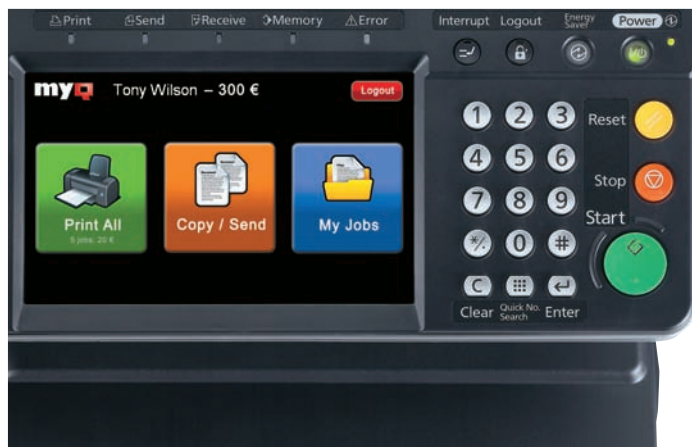 Print Send Receive Memory Error
Interrupt Logout Energy Saver Power
myQ Tony Wilson – 300 € Logout
Print All
5 jobs: 20 €
Copy / Send
My Jobs
1 2 3 Reset
4 5 6 Stop
7 8 9 Start
*/. 0 #
C
Clear Quick No. Search Enter